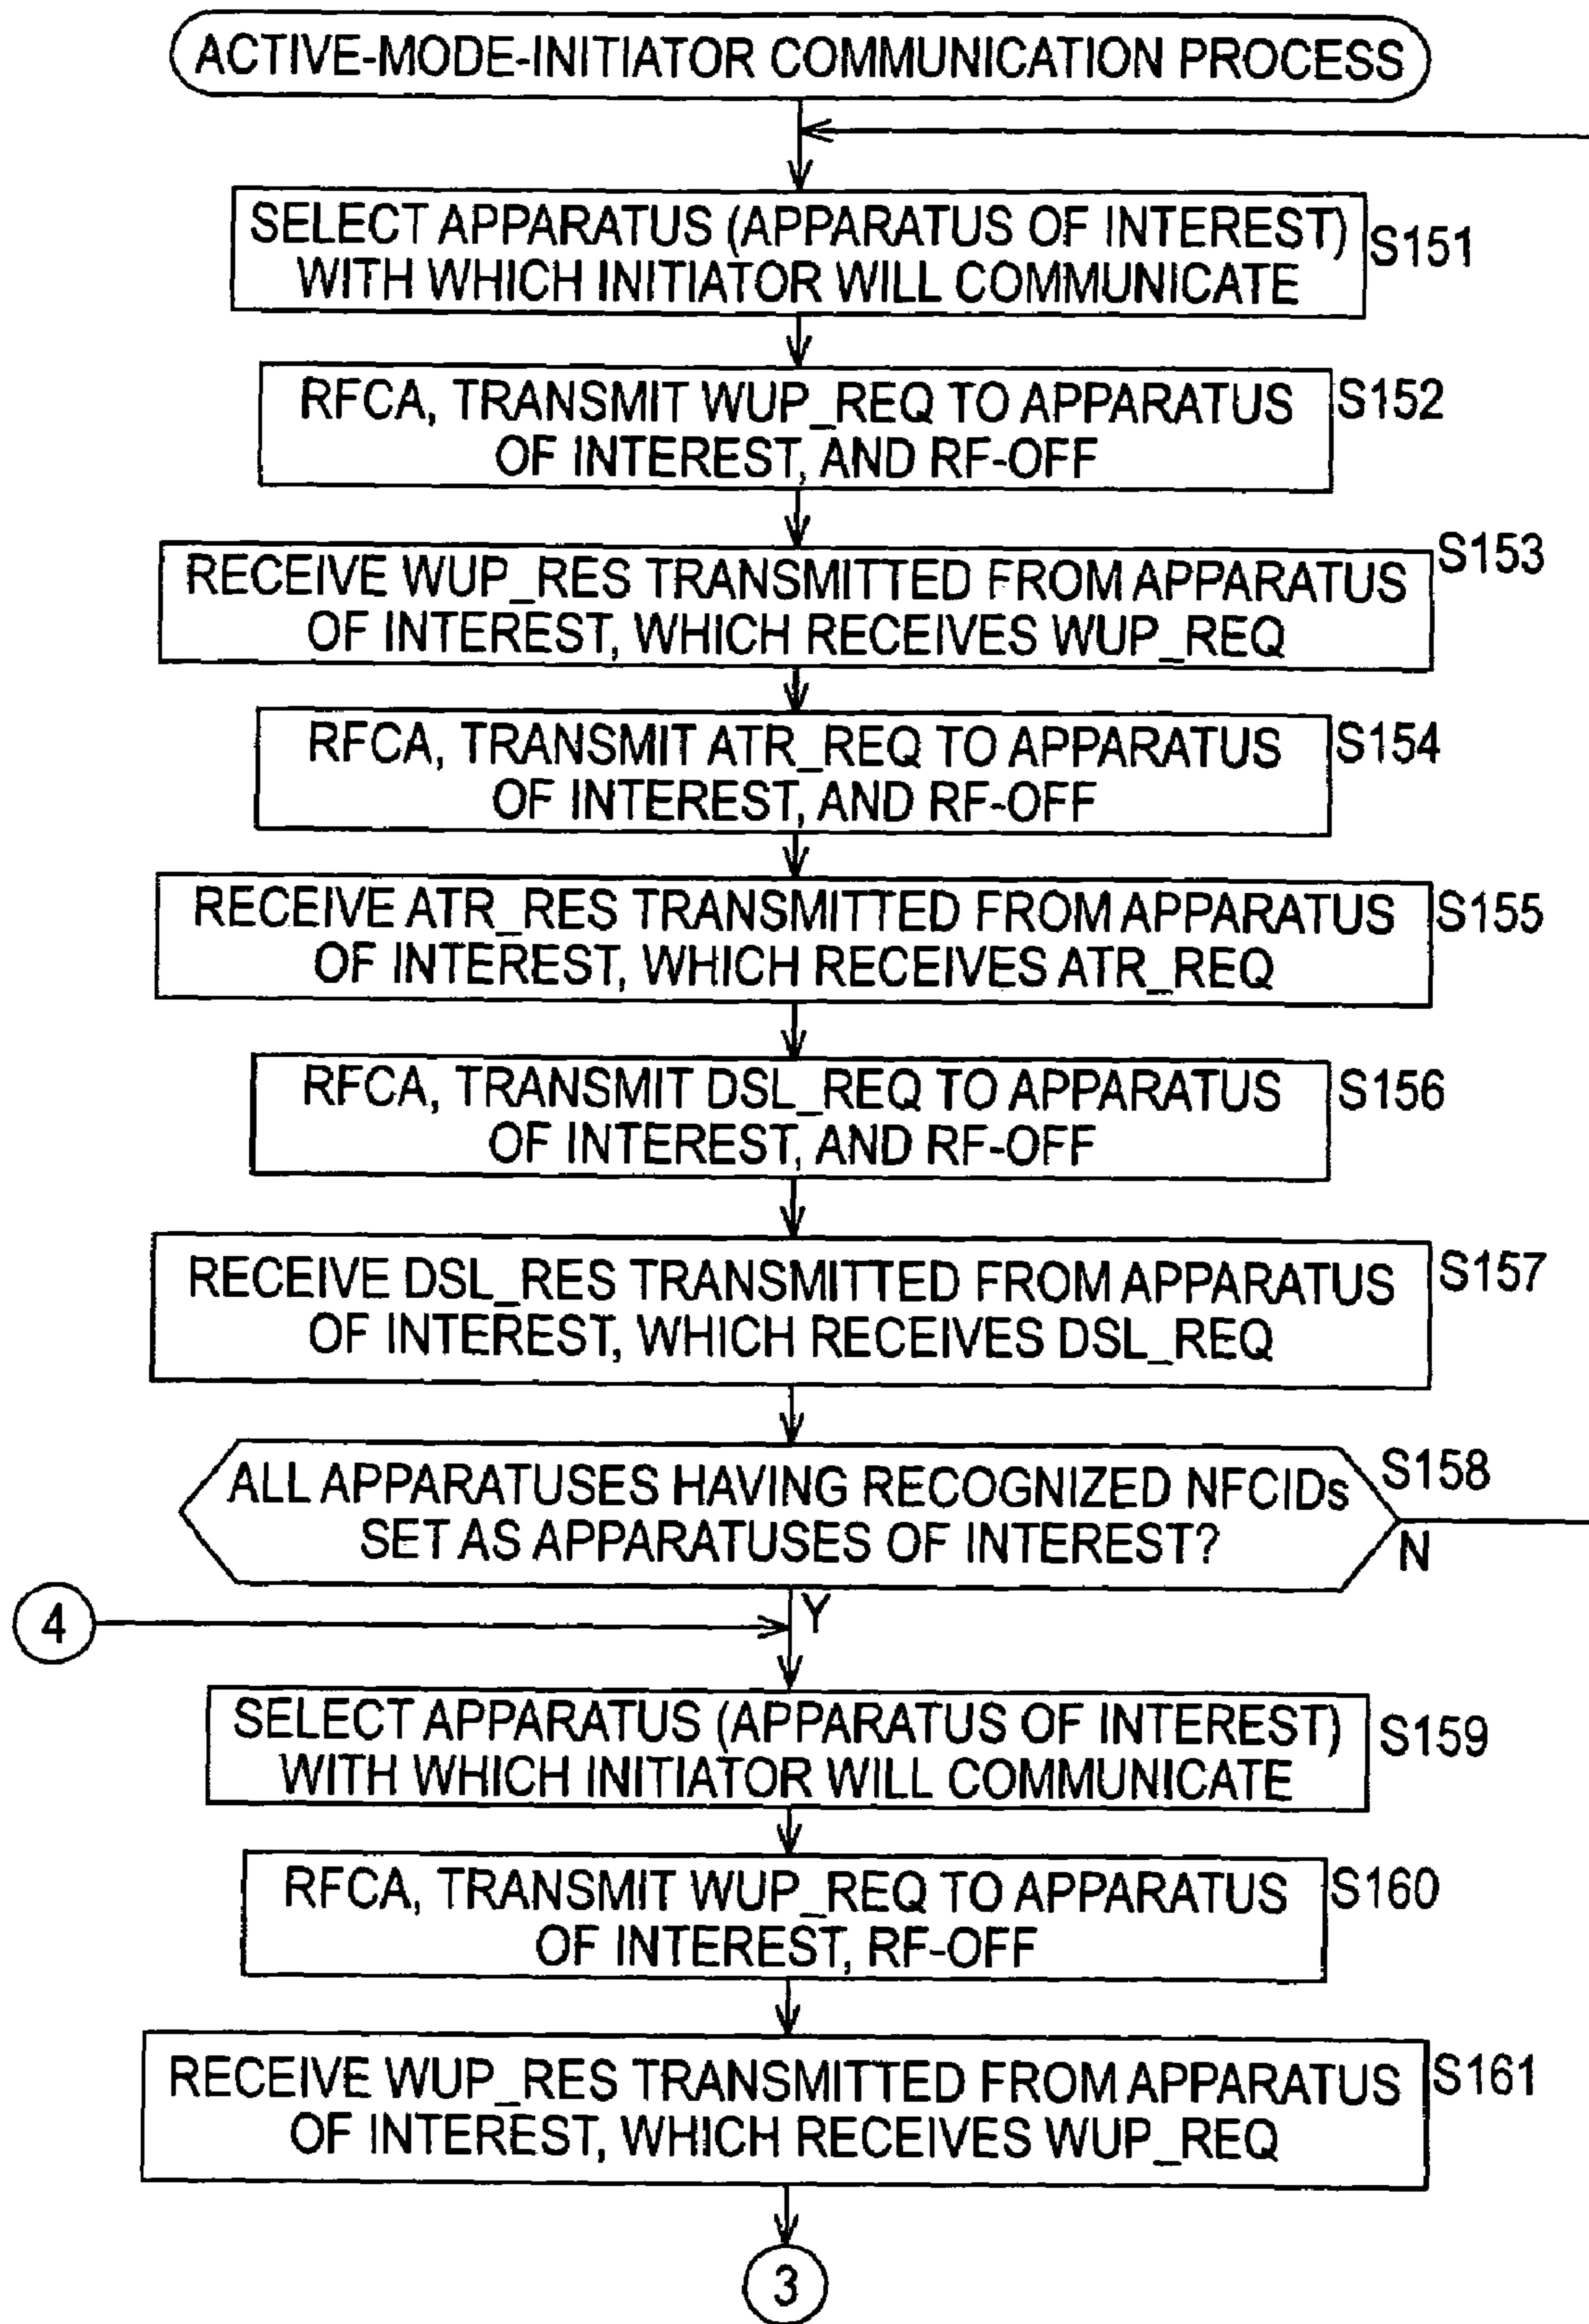 ACTIVE-MODE-INITIATOR COMMUNICATION PROCESS
SELECT APPARATUS (APPARATUS OF INTEREST)
WITH WHICH INITIATOR WILL COMMUNICATE
S151
RFCA, TRANSMIT WUP_REQ TO APPARATUS
OF INTEREST, AND RF-OFF
S152
RECEIVE WUP_RES TRANSMITTED FROM APPARATUS
OF INTEREST, WHICH RECEIVES WUP_REQ
S153
RFCA, TRANSMIT ATR_REQ TO APPARATUS
OF INTEREST, AND RF-OFF
S154
RECEIVE ATR_RES TRANSMITTED FROM APPARATUS
OF INTEREST, WHICH RECEIVES ATR_REQ
S155
RFCA, TRANSMIT DSL_REQ TO APPARATUS
OF INTEREST, AND RF-OFF
S156
RECEIVE DSL_RES TRANSMITTED FROM APPARATUS
OF INTEREST, WHICH RECEIVES DSL_REQ
S157
ALL APPARATUSES HAVING RECOGNIZED NFCIDs
SET AS APPARATUSES OF INTEREST?
S158
N
Y
4
SELECT APPARATUS (APPARATUS OF INTEREST)
WITH WHICH INITIATOR WILL COMMUNICATE
S159
RFCA, TRANSMIT WUP_REQ TO APPARATUS
OF INTEREST, RF-OFF
S160
RECEIVE WUP_RES TRANSMITTED FROM APPARATUS
OF INTEREST, WHICH RECEIVES WUP_REQ
S161
3